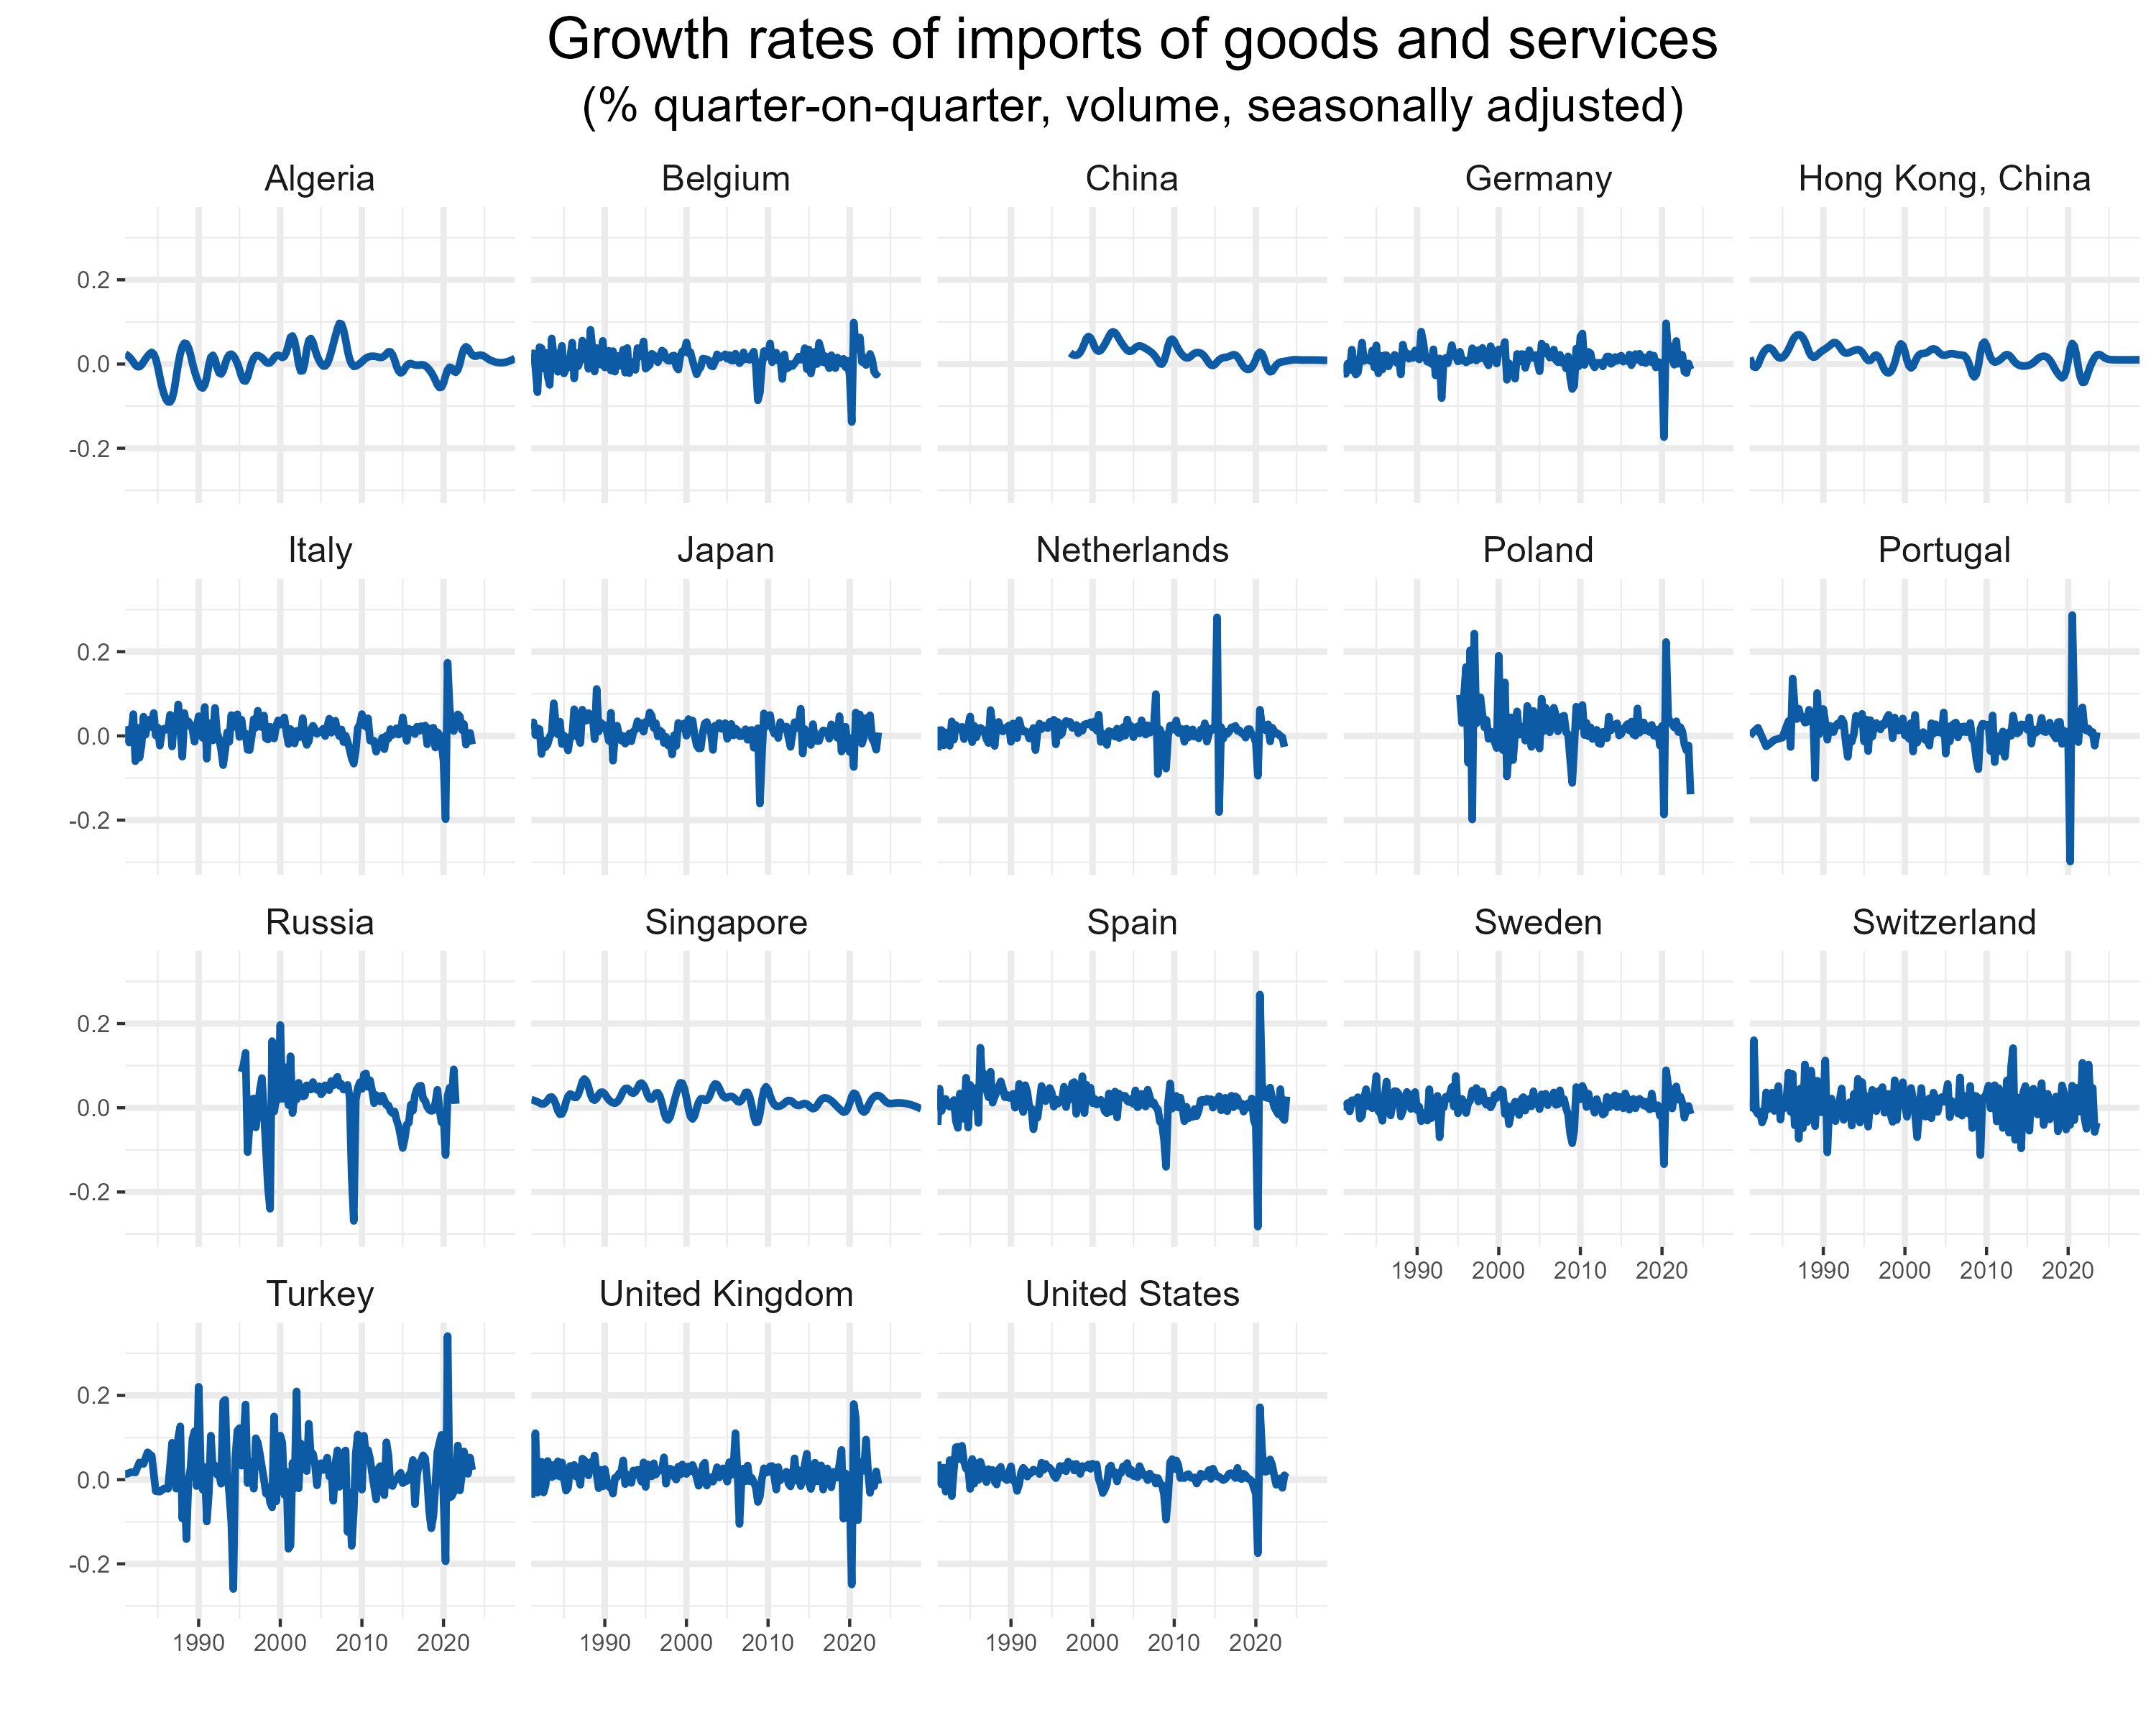 Growth rates of imports of goods and services
(% quarter-on-quarter, volume, seasonally adjusted)
Algeria
Belgium
China
Germany
Hong Kong, China
0.2
0.0
-0.2
Italy
Japan
Netherlands
Poland
Portugal
0.2
0.0
-0.2
Russia
Singapore
Spain
Sweden
Switzerland
0.2
0.0
-0.2
1990 2000 2010 2020
1990 2000 2010 2020
Turkey
United Kingdom
United States
0.2
0.0
-0.2
1990 2000 2010 2020
1990 2000 2010 2020
1990 2000 2010 2020